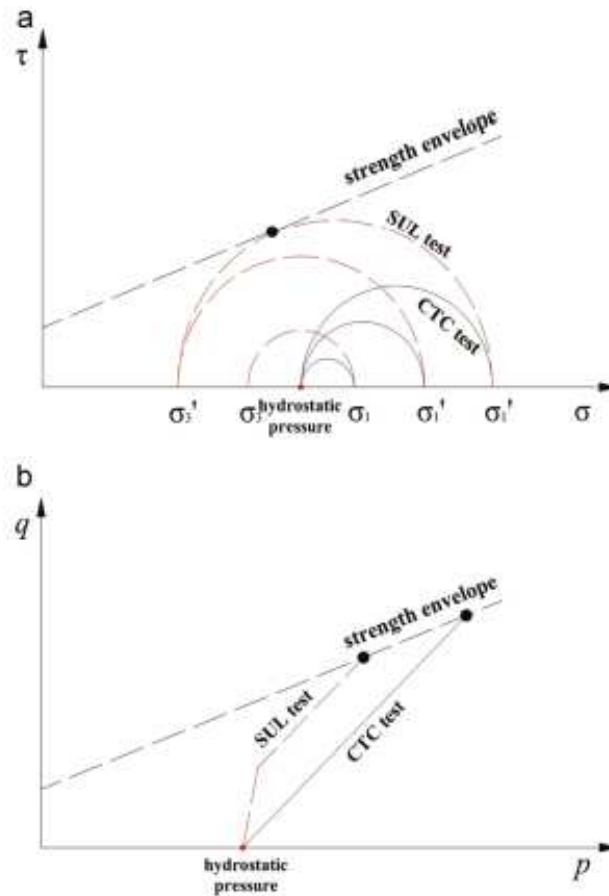 a
τ
strength envelope
SUL test
CTC test
σ₃' σ₃ hydrostatic σ₁ σ₁' σ₁' σ
pressure
b
q
strength envelope
SUL test
CTC test
hydrostatic
pressure
p